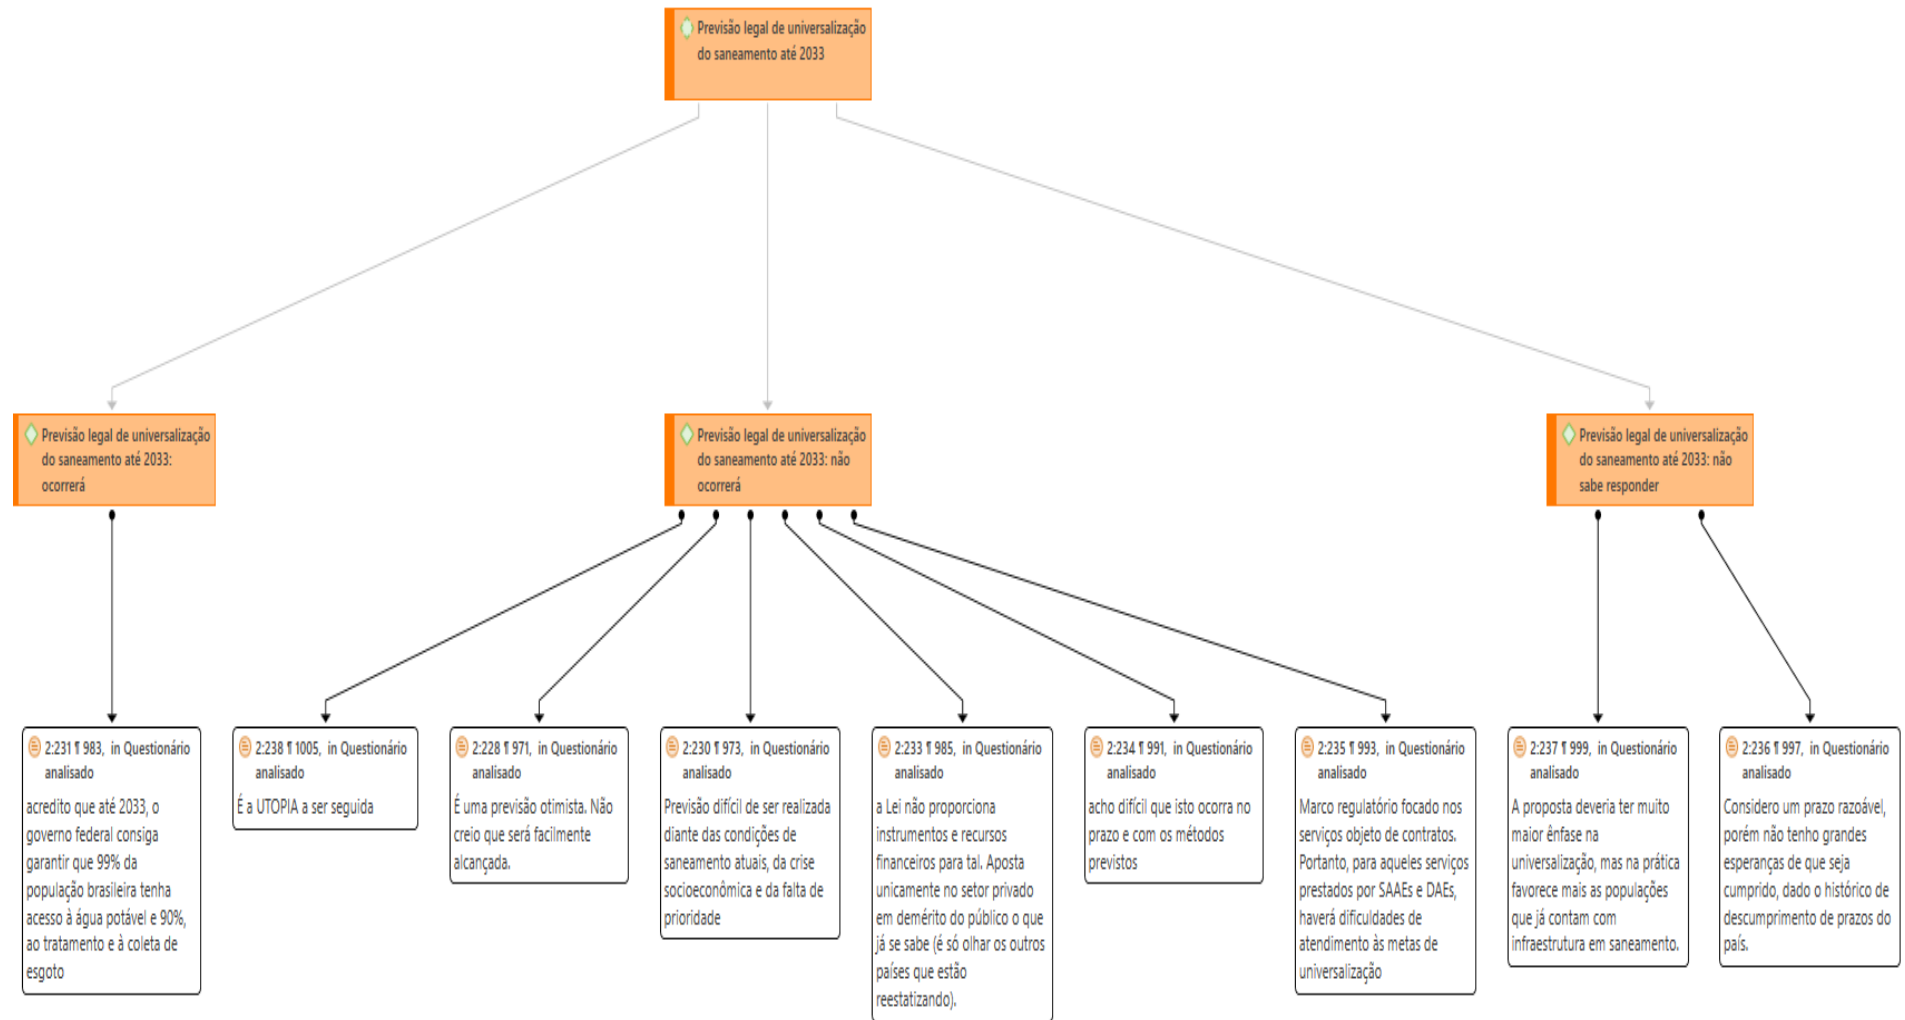 Previsão legal de universalização
do saneamento até 2033
Previsão legal de universalização
do saneamento até 2033:
ocorrerá
Previsão legal de universalização
do saneamento até 2033: não
ocorrerá
Previsão legal de universalização
do saneamento até 2033: não
sabe responder
2:231 ¶ 983, in Questionário
analisado
acredito que até 2033, o
governo federal consiga
garantir que 99% da
população brasileira tenha
acesso à água potável e 90%,
ao tratamento e à coleta de
esgoto
2:238 ¶ 1005, in Questionário
analisado
É a UTOPIA a ser seguida
2:228 ¶ 971, in Questionário
analisado
É uma previsão otimista. Não
creio que será facilmente
alcançada.
2:230 ¶ 973, in Questionário
analisado
Previsão difícil de ser realizada
diante das condições de
saneamento atuais, da crise
socioeconômica e da falta de
prioridade
2:233 ¶ 985, in Questionário
analisado
a Lei não proporciona
instrumentos e recursos
financeiros para tal. Aposta
unicamente no setor privado
em demérito do público o que
já se sabe (é só olhar os outros
países que estão
reestatizando).
2:234 ¶ 991, in Questionário
analisado
acho difícil que isto ocorra no
prazo e com os métodos
previstos
2:235 ¶ 993, in Questionário
analisado
Marco regulatório focado nos
serviços objeto de contratos.
Portanto, para aqueles serviços
prestados por SAAEs e DAEs,
haverá dificuldades de
atendimento às metas de
universalização
2:237 ¶ 999, in Questionário
analisado
A proposta deveria ter muito
maior ênfase na
universalização, mas na prática
favorece mais as populações
que já contam com
infraestrutura em saneamento.
2:236 ¶ 997, in Questionário
analisado
Considero um prazo razoável,
porém não tenho grandes
esperanças de que seja
cumprido, dado o histórico de
descumprimento de prazos do
país.